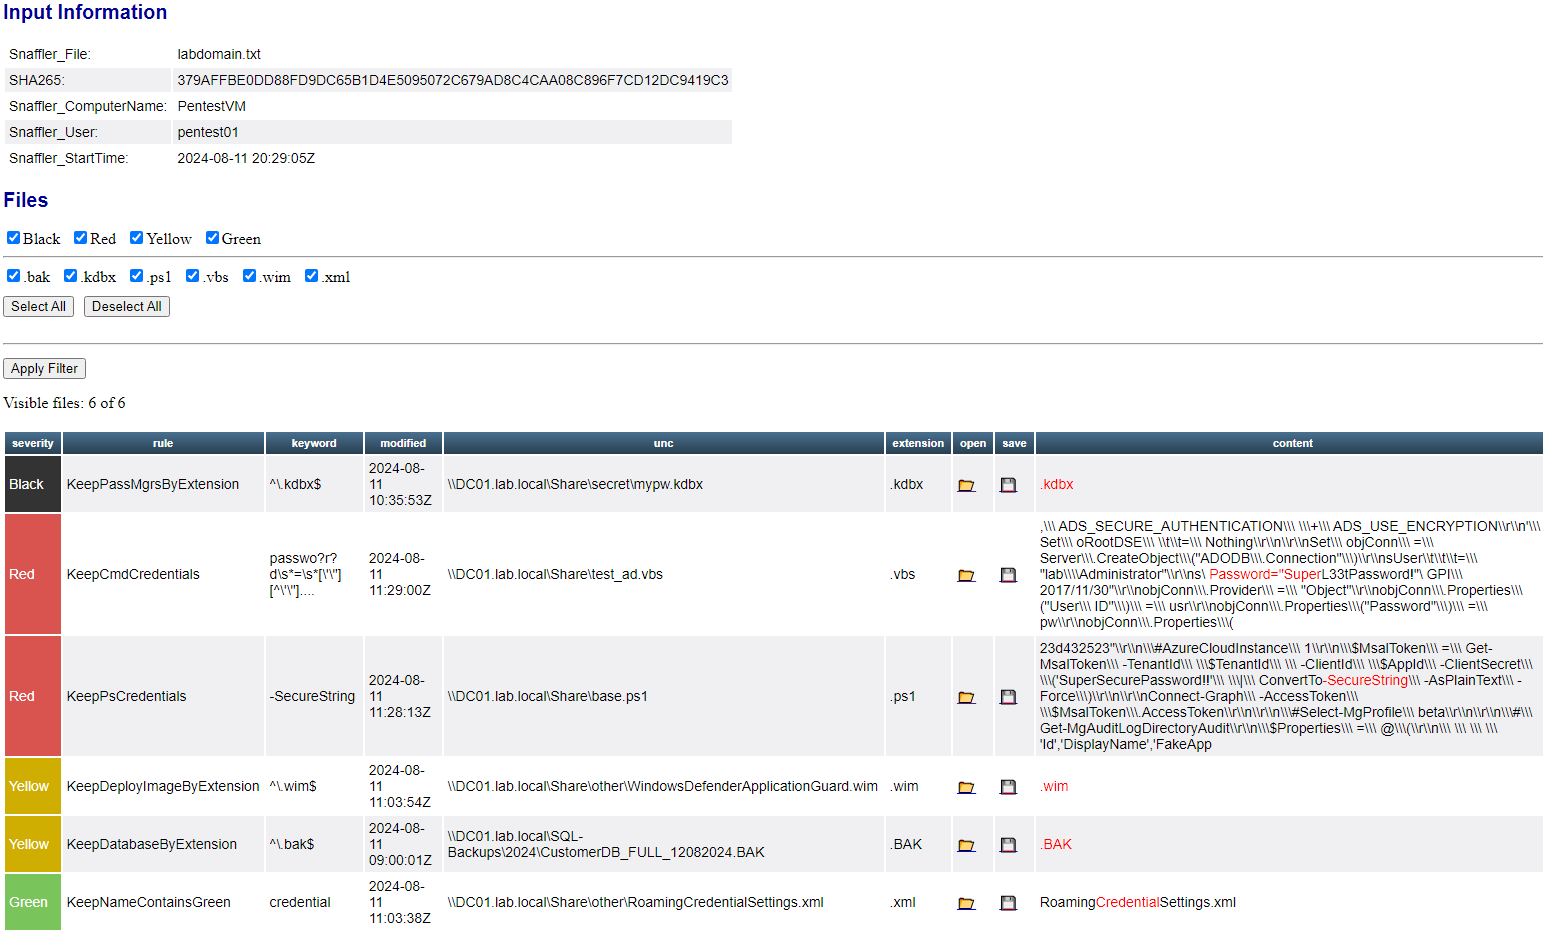 Input Information
Snaffler_File: labdomain.txt
SHA265: 379AFFBE0DD88FD9DC65B1D4E5095072C679AD8C4CAA08C896F7CD12DC9419C3
Snaffler_ComputerName: PentestVM
Snaffler_User: pentest01
Snaffler_StartTime: 2024-08-11 20:29:05Z
Files
Black Red Yellow Green
.bak .kdbx .ps1 .vbs .wim .xml
Select All Deselect All
Apply Filter
Visible files: 6 of 6
severity rule keyword modified unc extension open save content
Black KeepPassMgrsByExtension ^\.kdbx$
2024-08-
11
10:35:53Z
\\DC01.lab.local\Share\secret\mypw.kdbx .kdbx .kdbx
Red KeepCmdCredentials
passwo?r?
d\s*=\s*[\'\"]
[^\'\"]....
2024-08-
11
11:29:00Z
\\DC01.lab.local\Share\test_ad.vbs .vbs
,\\\ ADS_SECURE_AUTHENTICATION\\\ \\\+\\\ ADS_USE_ENCRYPTION\\r\\n'\\\
Set\\\ oRootDSE\\\ \\t\\t=\\\ Nothing\\r\\n\\r\\nSet\\\ objConn\\\ =\\\
Server\\\.CreateObject\\\("ADODB\\\.Connection"\\\)\\r\\nsUser\\t\\t\\t=\\\
"lab\\\\Administrator"\\r\\ns\ Password="SuperL33tPassword!"\ GPI\\\
2017/11/30"\\r\\nobjConn\\\.Provider\\\ =\\\ "Object"\\r\\nobjConn\\\.Properties\\\
("User\\\ ID"\\\)\\\ =\\\ usr\\r\\nobjConn\\\.Properties\\\("Password"\\\)\\\ =\\\
pw\\r\\nobjConn\\\.Properties\\\(
Red KeepPsCredentials -SecureString
2024-08-
11
11:28:13Z
\\DC01.lab.local\Share\base.ps1 .ps1
23d432523"\\r\\n\\\#AzureCloudInstance\\\ 1\\r\\n\\\$MsalToken\\\ =\\\ Get-
MsalToken\\\ -TenantId\\\ \\\$TenantId\\\ \\\ -ClientId\\\ \\\$AppId\\\ -ClientSecret\\\
\\\('SuperSecurePassword!!'\\\ \\\|\\\ ConvertTo-SecureString\\\ -AsPlainText\\\ -
Force\\\)\\r\\n\\r\\nConnect-Graph\\\ -AccessToken\\\
\\\$MsalToken\\\.AccessToken\\r\\n\\r\\n\\\#Select-MgProfile\\\ beta\\r\\n\\r\\n\\\#\\\
Get-MgAuditLogDirectoryAudit\\r\\n\\\$Properties\\\ =\\\ @\\\(\\r\\n\\\ \\\ \\\ \\\
'Id','DisplayName','FakeApp
Yellow KeepDeployImageByExtension ^\.wim$
2024-08-
11
11:03:54Z
\\DC01.lab.local\Share\other\WindowsDefenderApplicationGuard.wim .wim .wim
Yellow KeepDatabaseByExtension ^\.bak$
2024-08-
11
09:00:01Z
\\DC01.lab.local\SQL-
Backups\2024\CustomerDB_FULL_12082024.BAK
.BAK .BAK
Green KeepNameContainsGreen credential
2024-08-
11
11:03:38Z
\\DC01.lab.local\Share\other\RoamingCredentialSettings.xml .xml RoamingCredentialSettings.xml